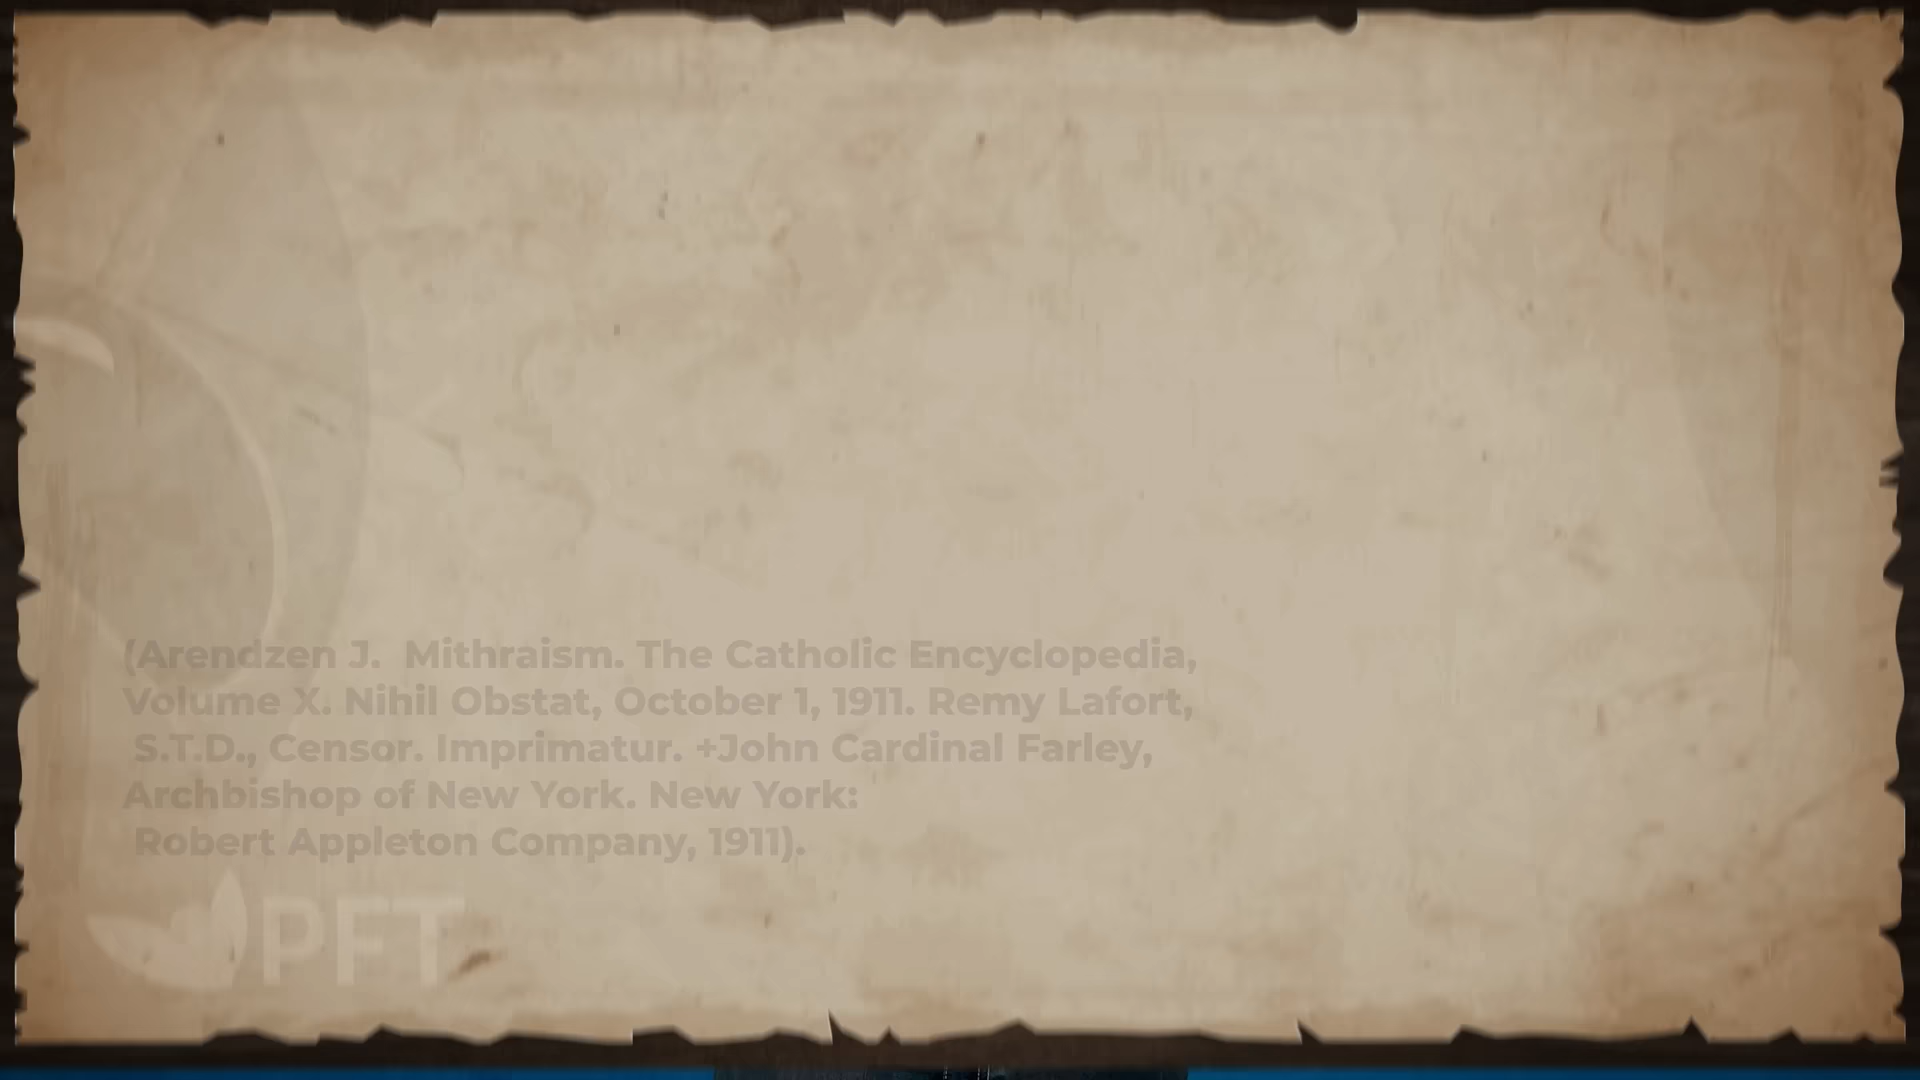 (Arendzen J.  Mithraism. The Catholic Encyclopedia,
Volume X. Nihil Obstat, October 1, 1911. Remy Lafort,
S.T.D., Censor. Imprimatur. +John Cardinal Farley,
Archbishop of New York. New York:
Robert Appleton Company, 1911).
PFT